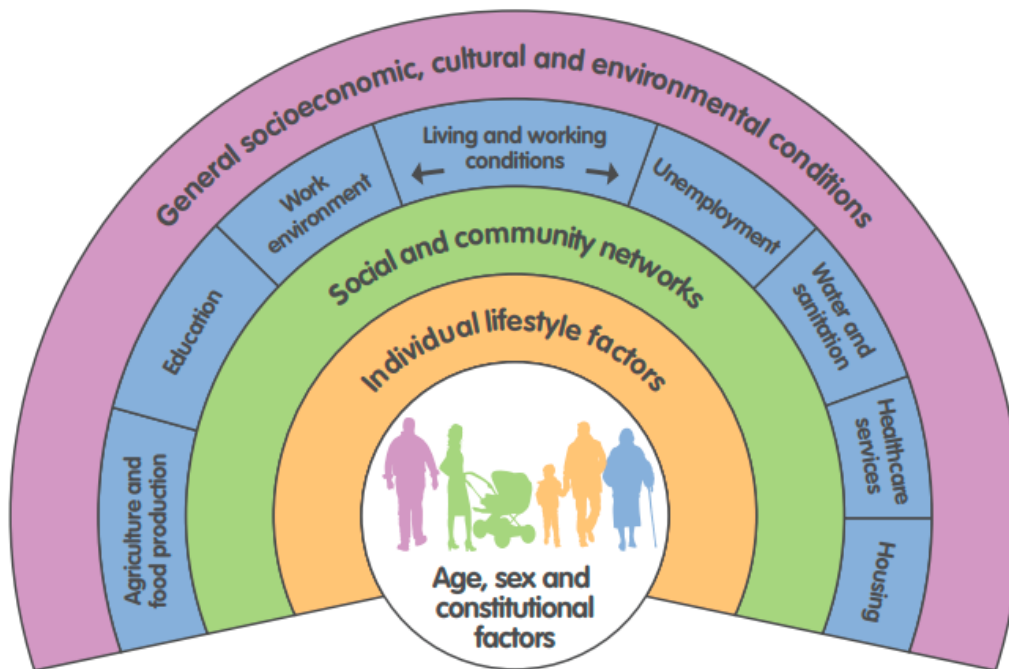 General socioeconomic, cultural and environmental conditions
Living and working
conditions
Agriculture and
food production
Education
Work
environment
Unemployment
Water and
sanitation
Healthcare
services
Housing
Social and community networks
Individual lifestyle factors
Age, sex and
constitutional
factors